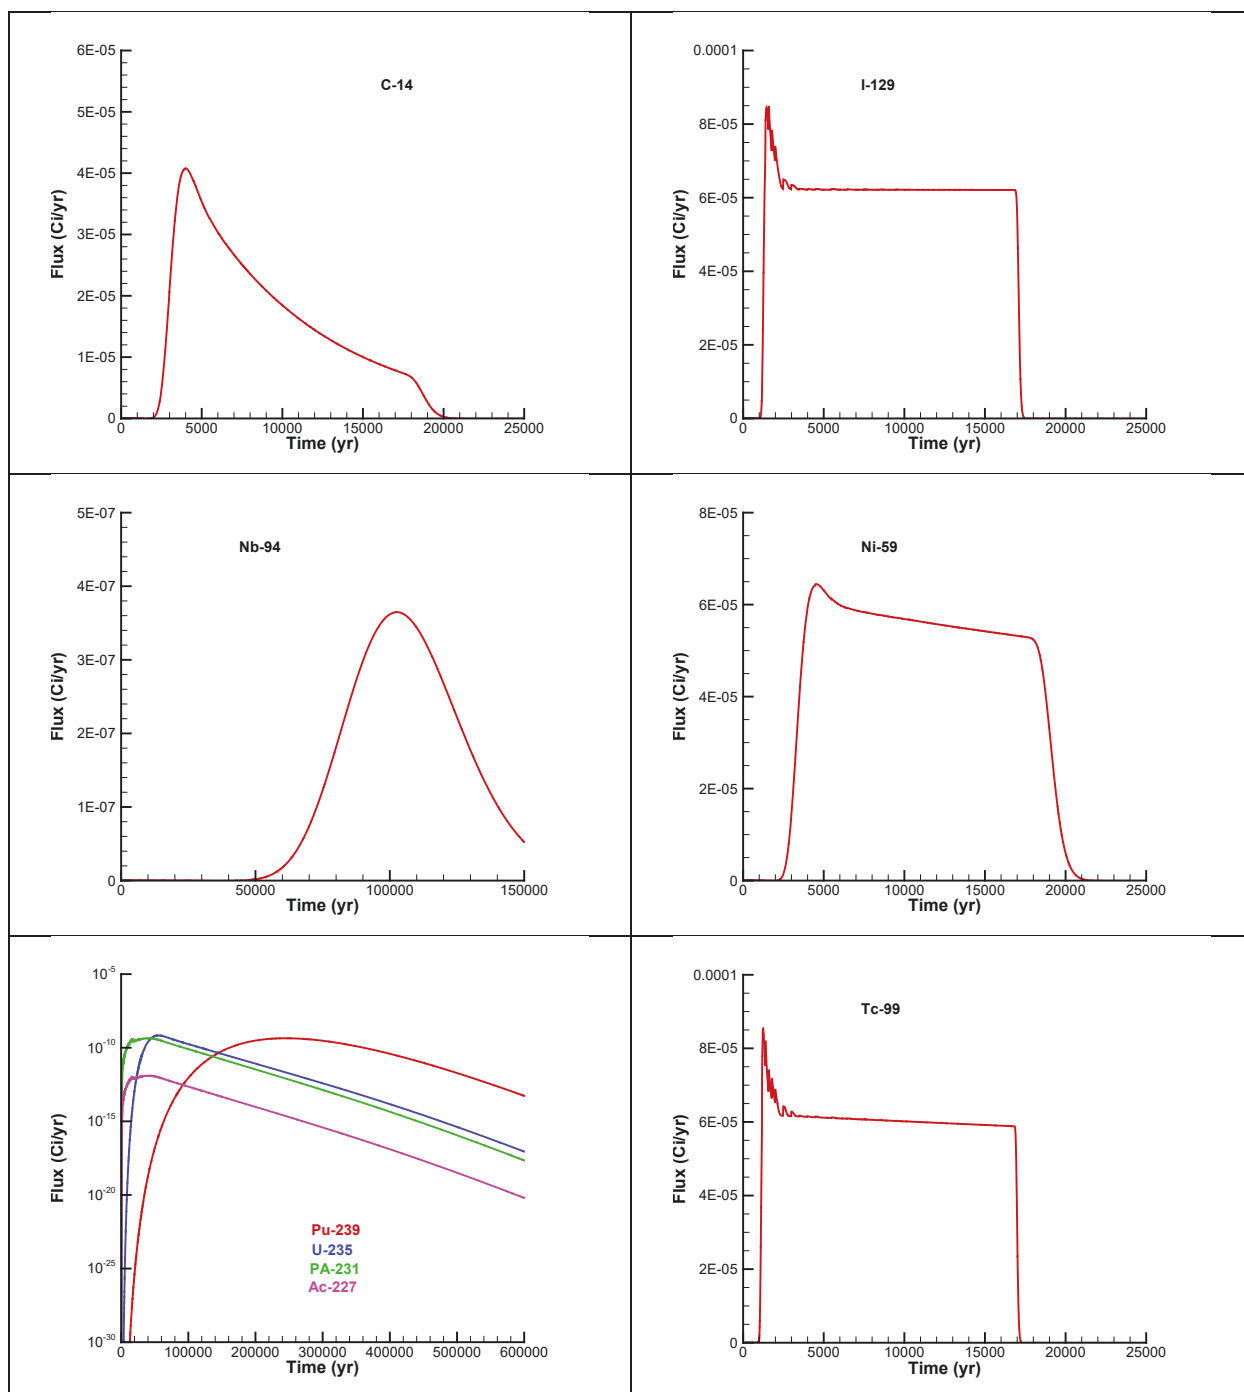 6E-05
5E-05
4E-05
3E-05
2E-05
1E-05
0
Flux (Ci/yr)
C-14
0 5000 10000 15000 20000 25000
Time (yr)
0.0001
8E-05
6E-05
4E-05
2E-05
0
Flux (Ci/yr)
I-129
0 5000 10000 15000 20000 25000
Time (yr)
5E-07
4E-07
3E-07
2E-07
1E-07
0
Flux (Ci/yr)
Nb-94
0 50000 100000 150000
Time (yr)
8E-05
6E-05
4E-05
2E-05
0
Flux (Ci/yr)
Ni-59
0 5000 10000 15000 20000 25000
Time (yr)
10-5
10-10
10-15
10-20
10-25
10-30
Flux (Ci/yr)
Pu-239
U-235
PA-231
Ac-227
0 100000 200000 300000 400000 500000 600000
Time (yr)
0.0001
8E-05
6E-05
4E-05
2E-05
0
Flux (Ci/yr)
Tc-99
0 5000 10000 15000 20000 25000
Time (yr)